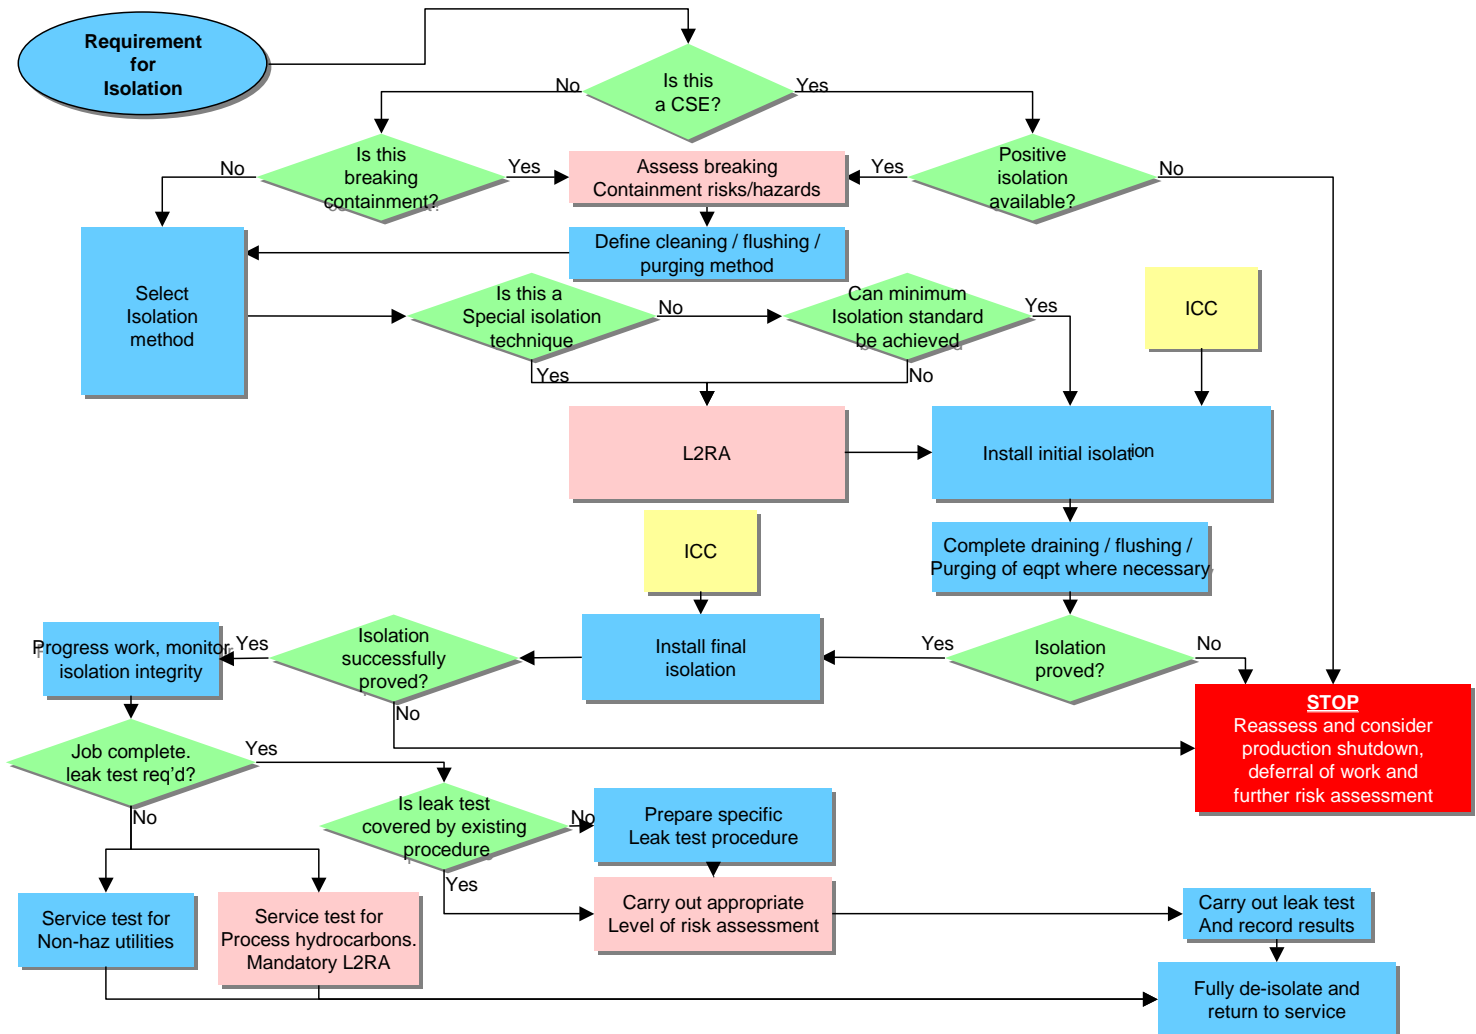 Requirement
for
Isolation
Is this
a CSE?
No
Yes
Is this
breaking
containment?
No
Yes
Assess breaking
Containment risks/hazards
Yes
Positive
isolation
available?
No
Define cleaning / flushing /
purging method
Select
Isolation
method
Is this a
Special isolation
technique
No
Yes
Can minimum
Isolation standard
be achieved
Yes
No
ICC
L2RA
Install initial isolation
ICC
Complete draining / flushing /
Purging of eqpt where necessary
Progress work, monitor
isolation integrity
Yes
Isolation
successfully
proved?
No
Install final
isolation
Yes
Isolation
proved?
No
STOP
Reassess and consider
production shutdown,
deferral of work and
further risk assessment
Job complete.
leak test req'd?
Yes
No
Is leak test
covered by existing
procedure
No
Yes
Prepare specific
Leak test procedure
Service test for
Non-haz utilities
Service test for
Process hydrocarbons.
Mandatory L2RA
Carry out appropriate
Level of risk assessment
Carry out leak test
And record results
Fully de-isolate and
return to service